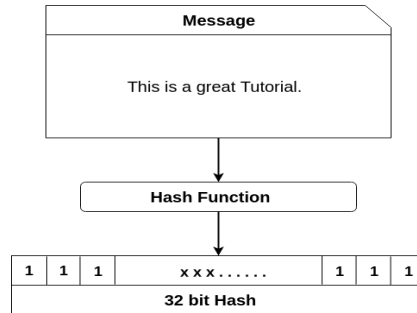 Message
This is a great Tutorial.
Hash Function
1 1 1 x x x . . . . . . 1 1 1
32 bit Hash